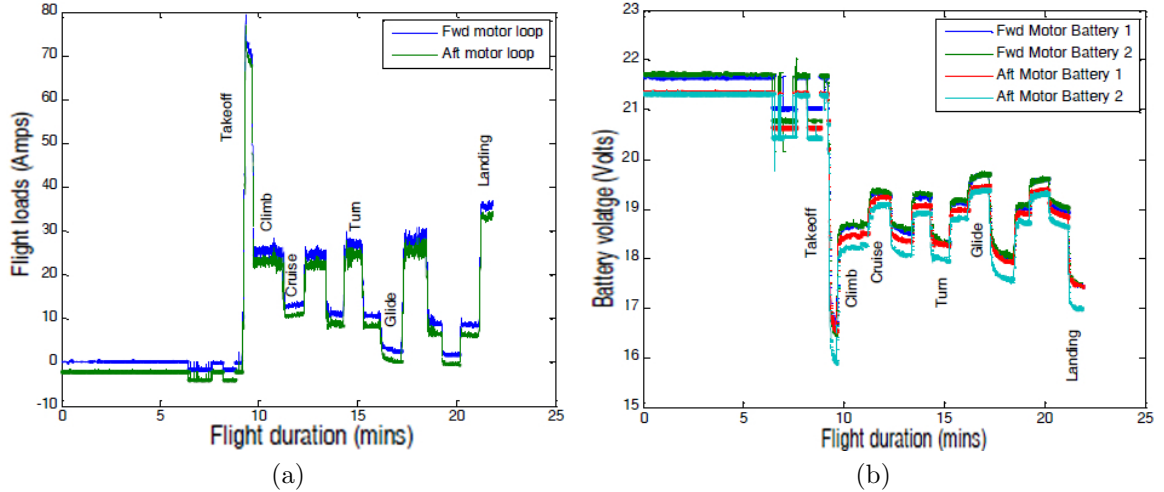 80
70
60
50
40
30
20
10
0
-10
Flight loads (Amps)
Fwd motor loop
Aft motor loop
Takeoff
Climb
Cruise
Turn
Glide
Landing
0 5 10 15 20 25
Flight duration (mins)
(a)
23
22
21
20
19
18
17
16
15
Battery volatge (Volts)
Fwd Motor Battery 1
Fwd Motor Battery 2
Aft Motor Battery 1
Aft Motor Battery 2
Takeoff
Climb
Cruise
Turn
Glide
Landing
0 5 10 15 20 25
Flight duration (mins)
(b)